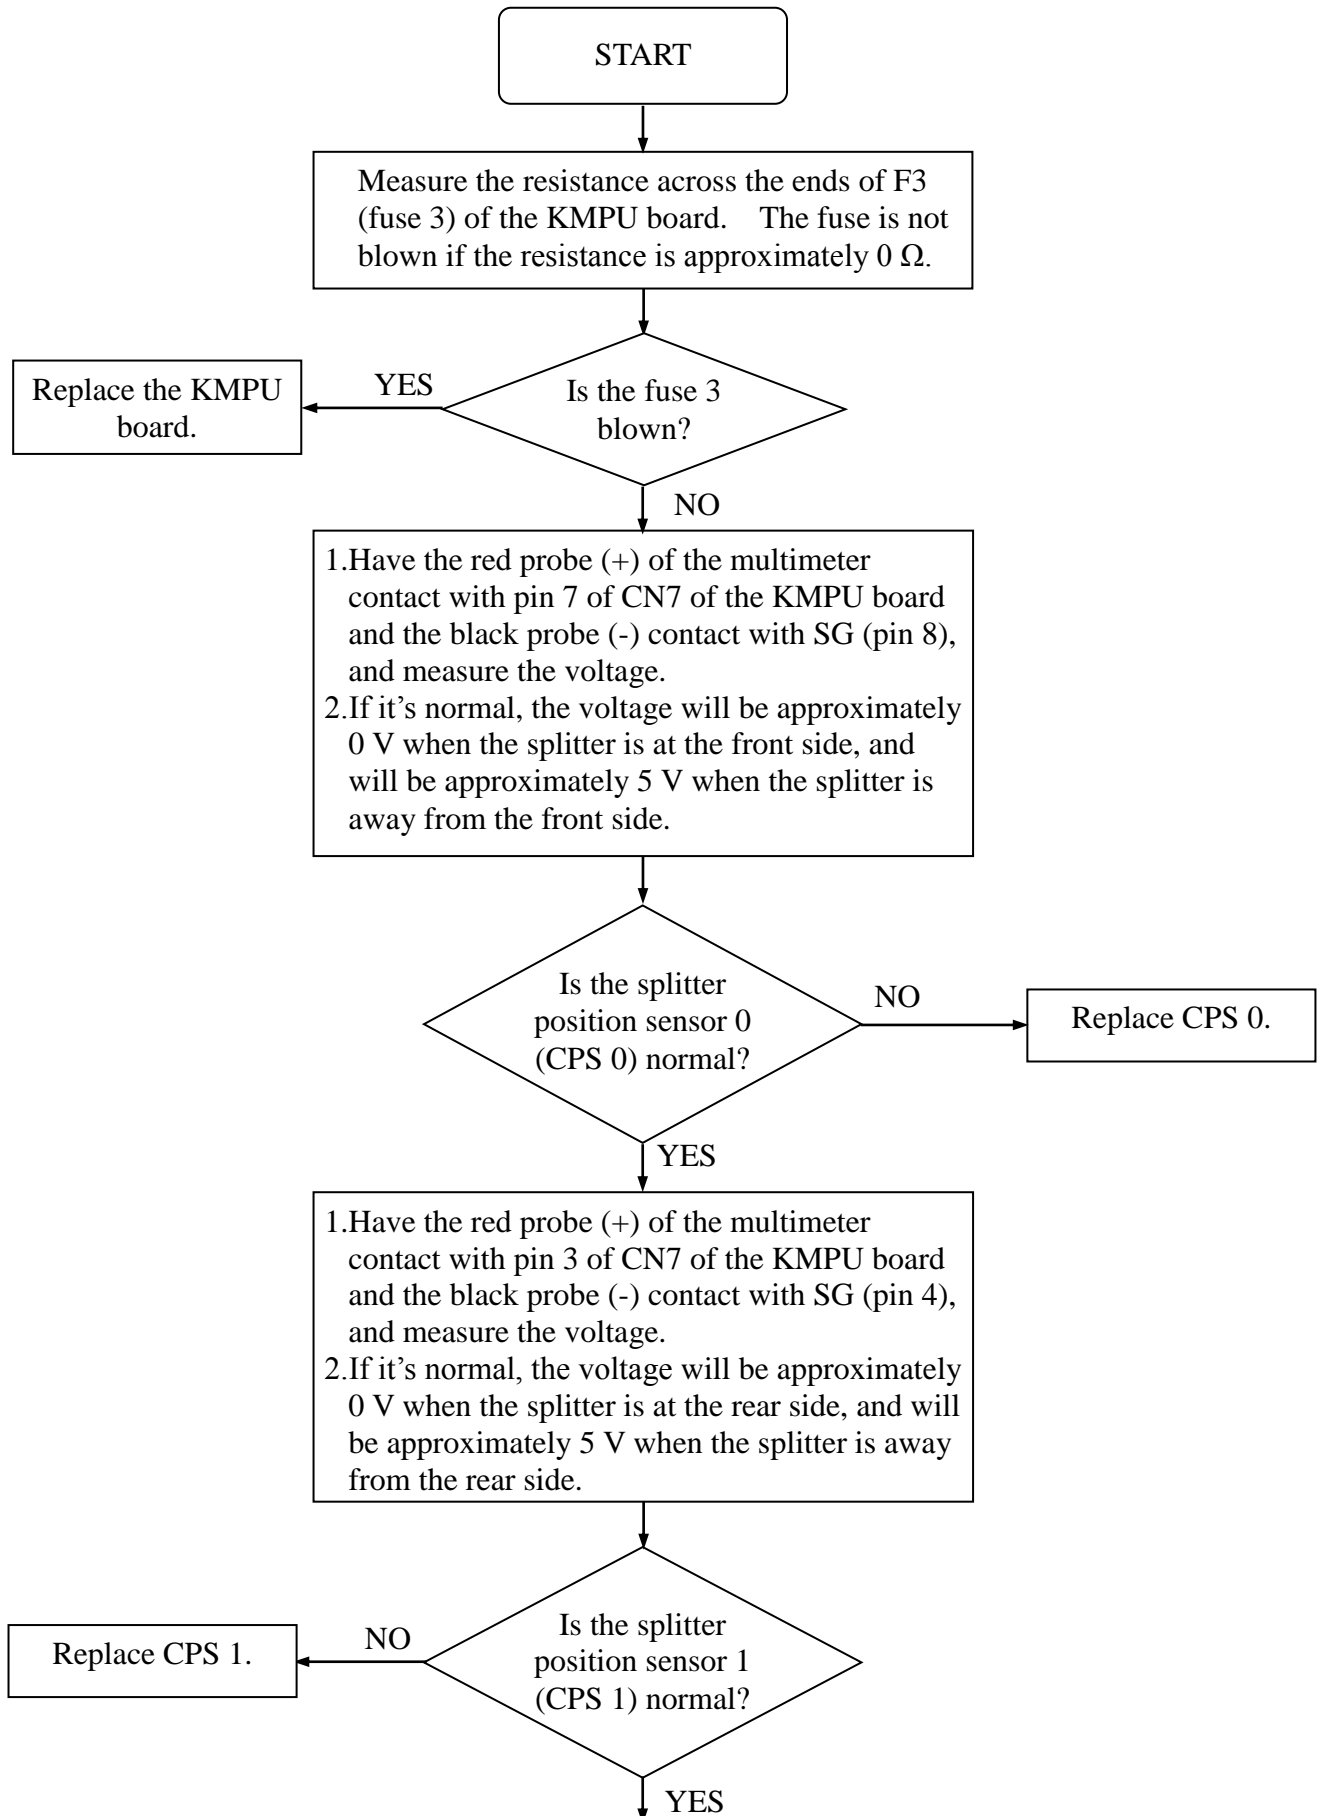 START
Measure the resistance across the ends of F3
(fuse 3) of the KMPU board. The fuse is not
blown if the resistance is approximately 0 Ω.
YES
Replace the KMPU
board.
Is the fuse 3
blown?
NO
1.Have the red probe (+) of the multimeter
contact with pin 7 of CN7 of the KMPU board
and the black probe (-) contact with SG (pin 8),
and measure the voltage.
2.If it’s normal, the voltage will be approximately
0 V when the splitter is at the front side, and
will be approximately 5 V when the splitter is
away from the front side.
Is the splitter
position sensor 0
(CPS 0) normal?
NO
Replace CPS 0.
YES
1.Have the red probe (+) of the multimeter
contact with pin 3 of CN7 of the KMPU board
and the black probe (-) contact with SG (pin 4),
and measure the voltage.
2.If it’s normal, the voltage will be approximately
0 V when the splitter is at the rear side, and will
be approximately 5 V when the splitter is away
from the rear side.
Is the splitter
position sensor 1
(CPS 1) normal?
NO
Replace CPS 1.
YES